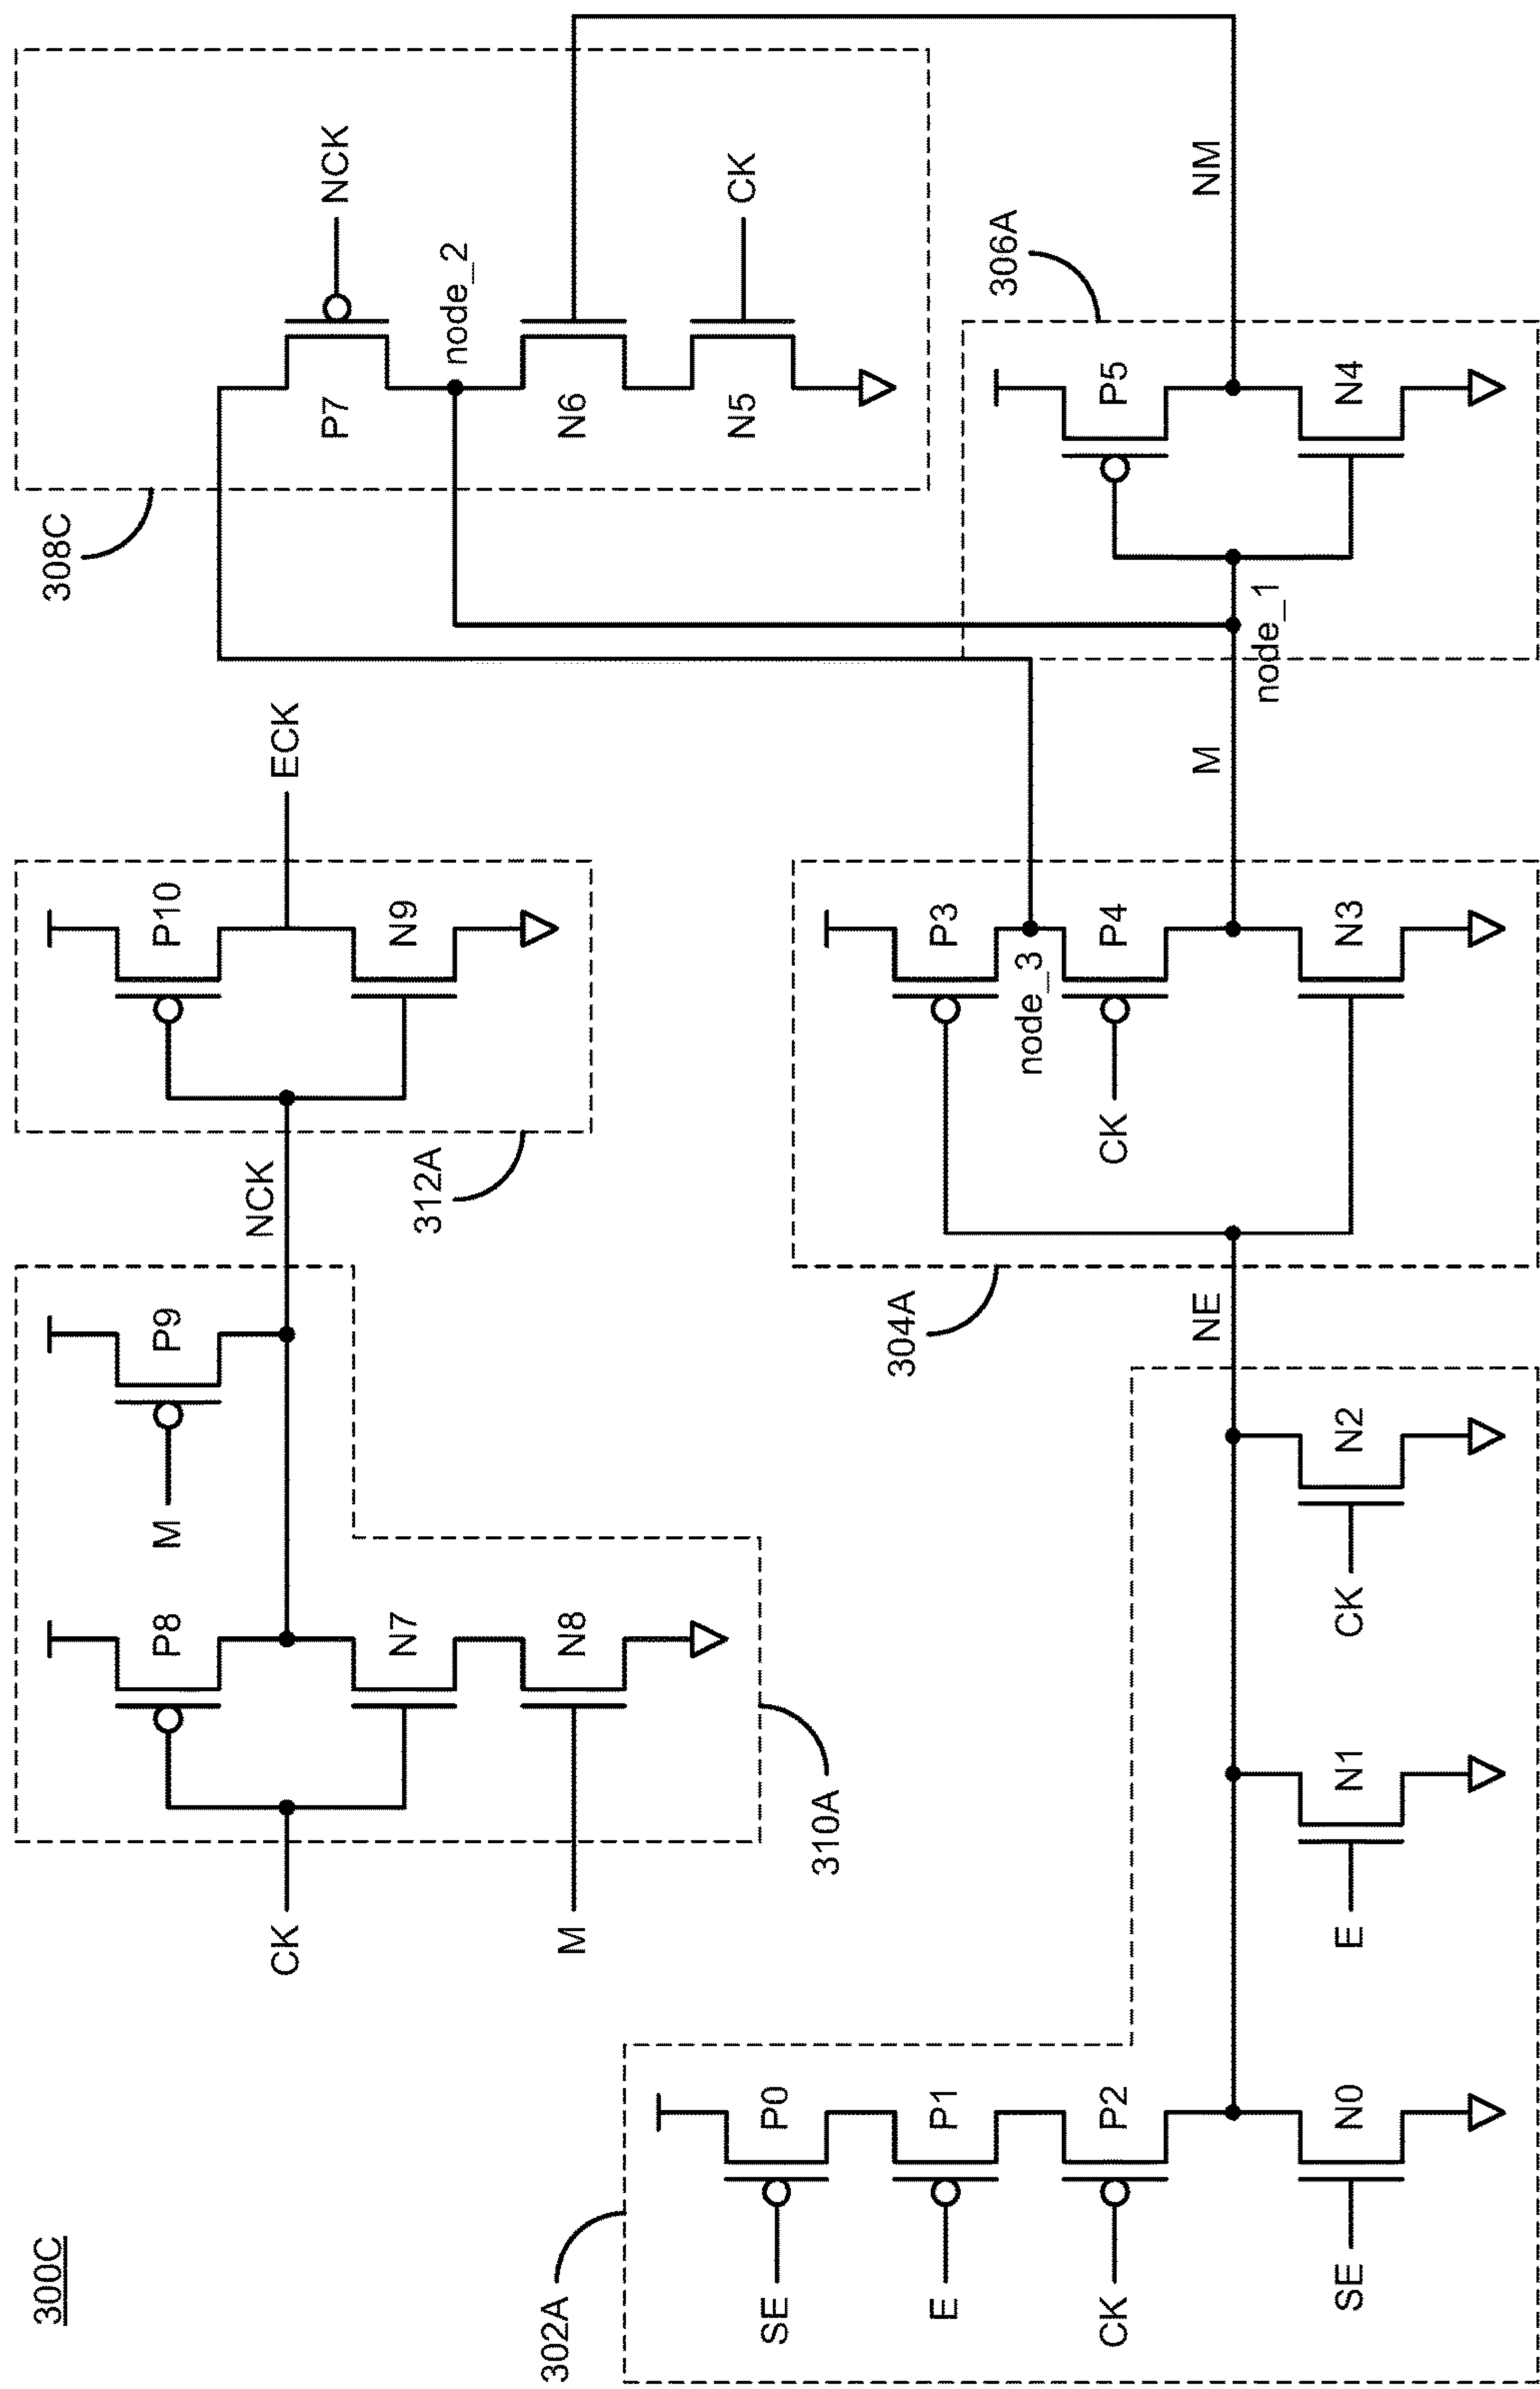 300C
CK
M
P8
N7
N8
M
P9
310A
NCK
P10
N9
312A
ECK
308C
P7
NCK
node_2
N6
N5
CK
302A
SE
E
CK
P0
P1
P2
SE
N0
E
N1
CK
N2
NE
304A
P3
node_3
CK
P4
N3
M
node_1
306A
P5
N4
NM